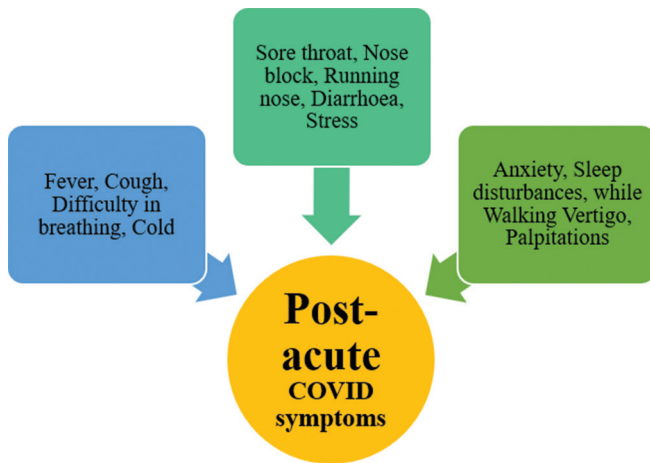 Sore throat, Nose
block, Running
nose, Diarrhoea,
Stress
Fever, Cough,
Difficulty in
breathing, Cold
Anxiety, Sleep
disturbances, while
Walking Vertigo,
Palpitations
Post-
acute
COVID
symptoms